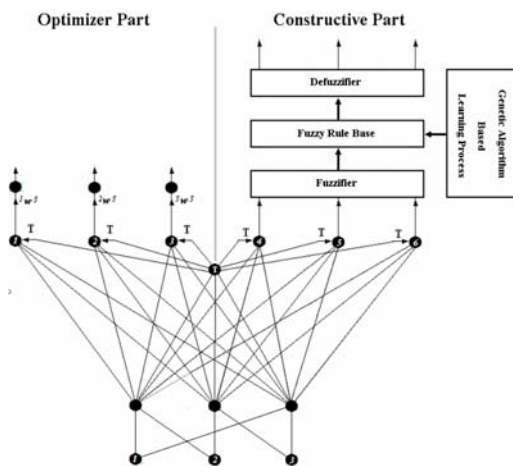 Optimizer Part
Constructive Part
Defuzzifier
Fuzzy Rule Base
Fuzzifier
Genetic Algorithm
Based
Learning Process
T
T
T
T
T
T
1
2
3
4
5
6
1
2
3